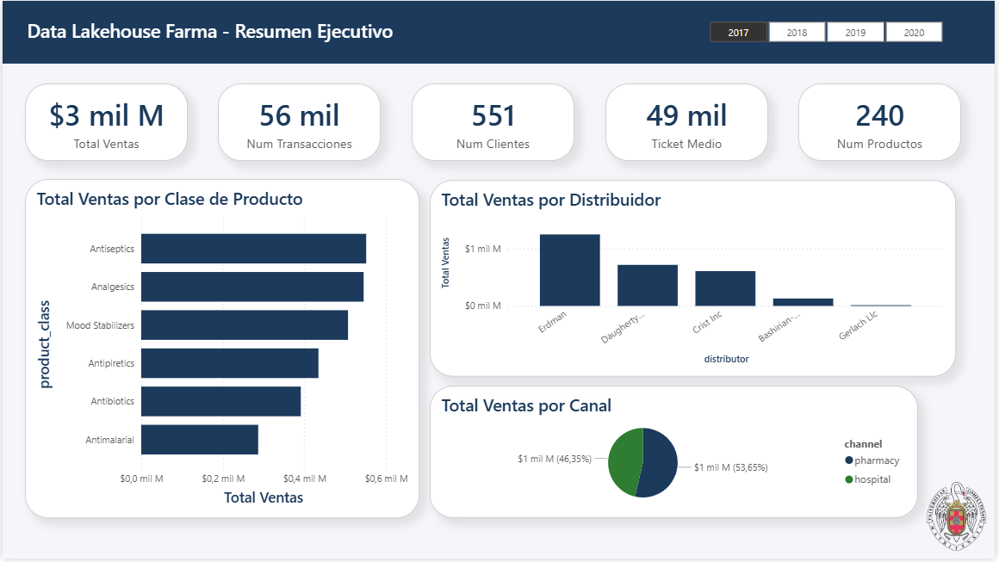 Data Lakehouse Farma - Resumen Ejecutivo
2017 2018 2019 2020
$3 mil M
Total Ventas
56 mil
Num Transacciones
551
Num Clientes
49 mil
Ticket Medio
240
Num Productos
Total Ventas por Clase de Producto
product_class
Antiseptics
Analgesics
Mood Stabilizers
Antipiretics
Antibiotics
Antimalarial
$0,0 mil M $0,2 mil M $0,4 mil M $0,6 mil M
Total Ventas
Total Ventas por Distribuidor
Total Ventas
$1 mil M
$0 mil M
Erdman
Daugherty...
Crist Inc
Bashirian-...
Gerlach Llc
distributor
Total Ventas por Canal
$1 mil M (46,35%)
$1 mil M (53,65%)
channel
pharmacy
hospital